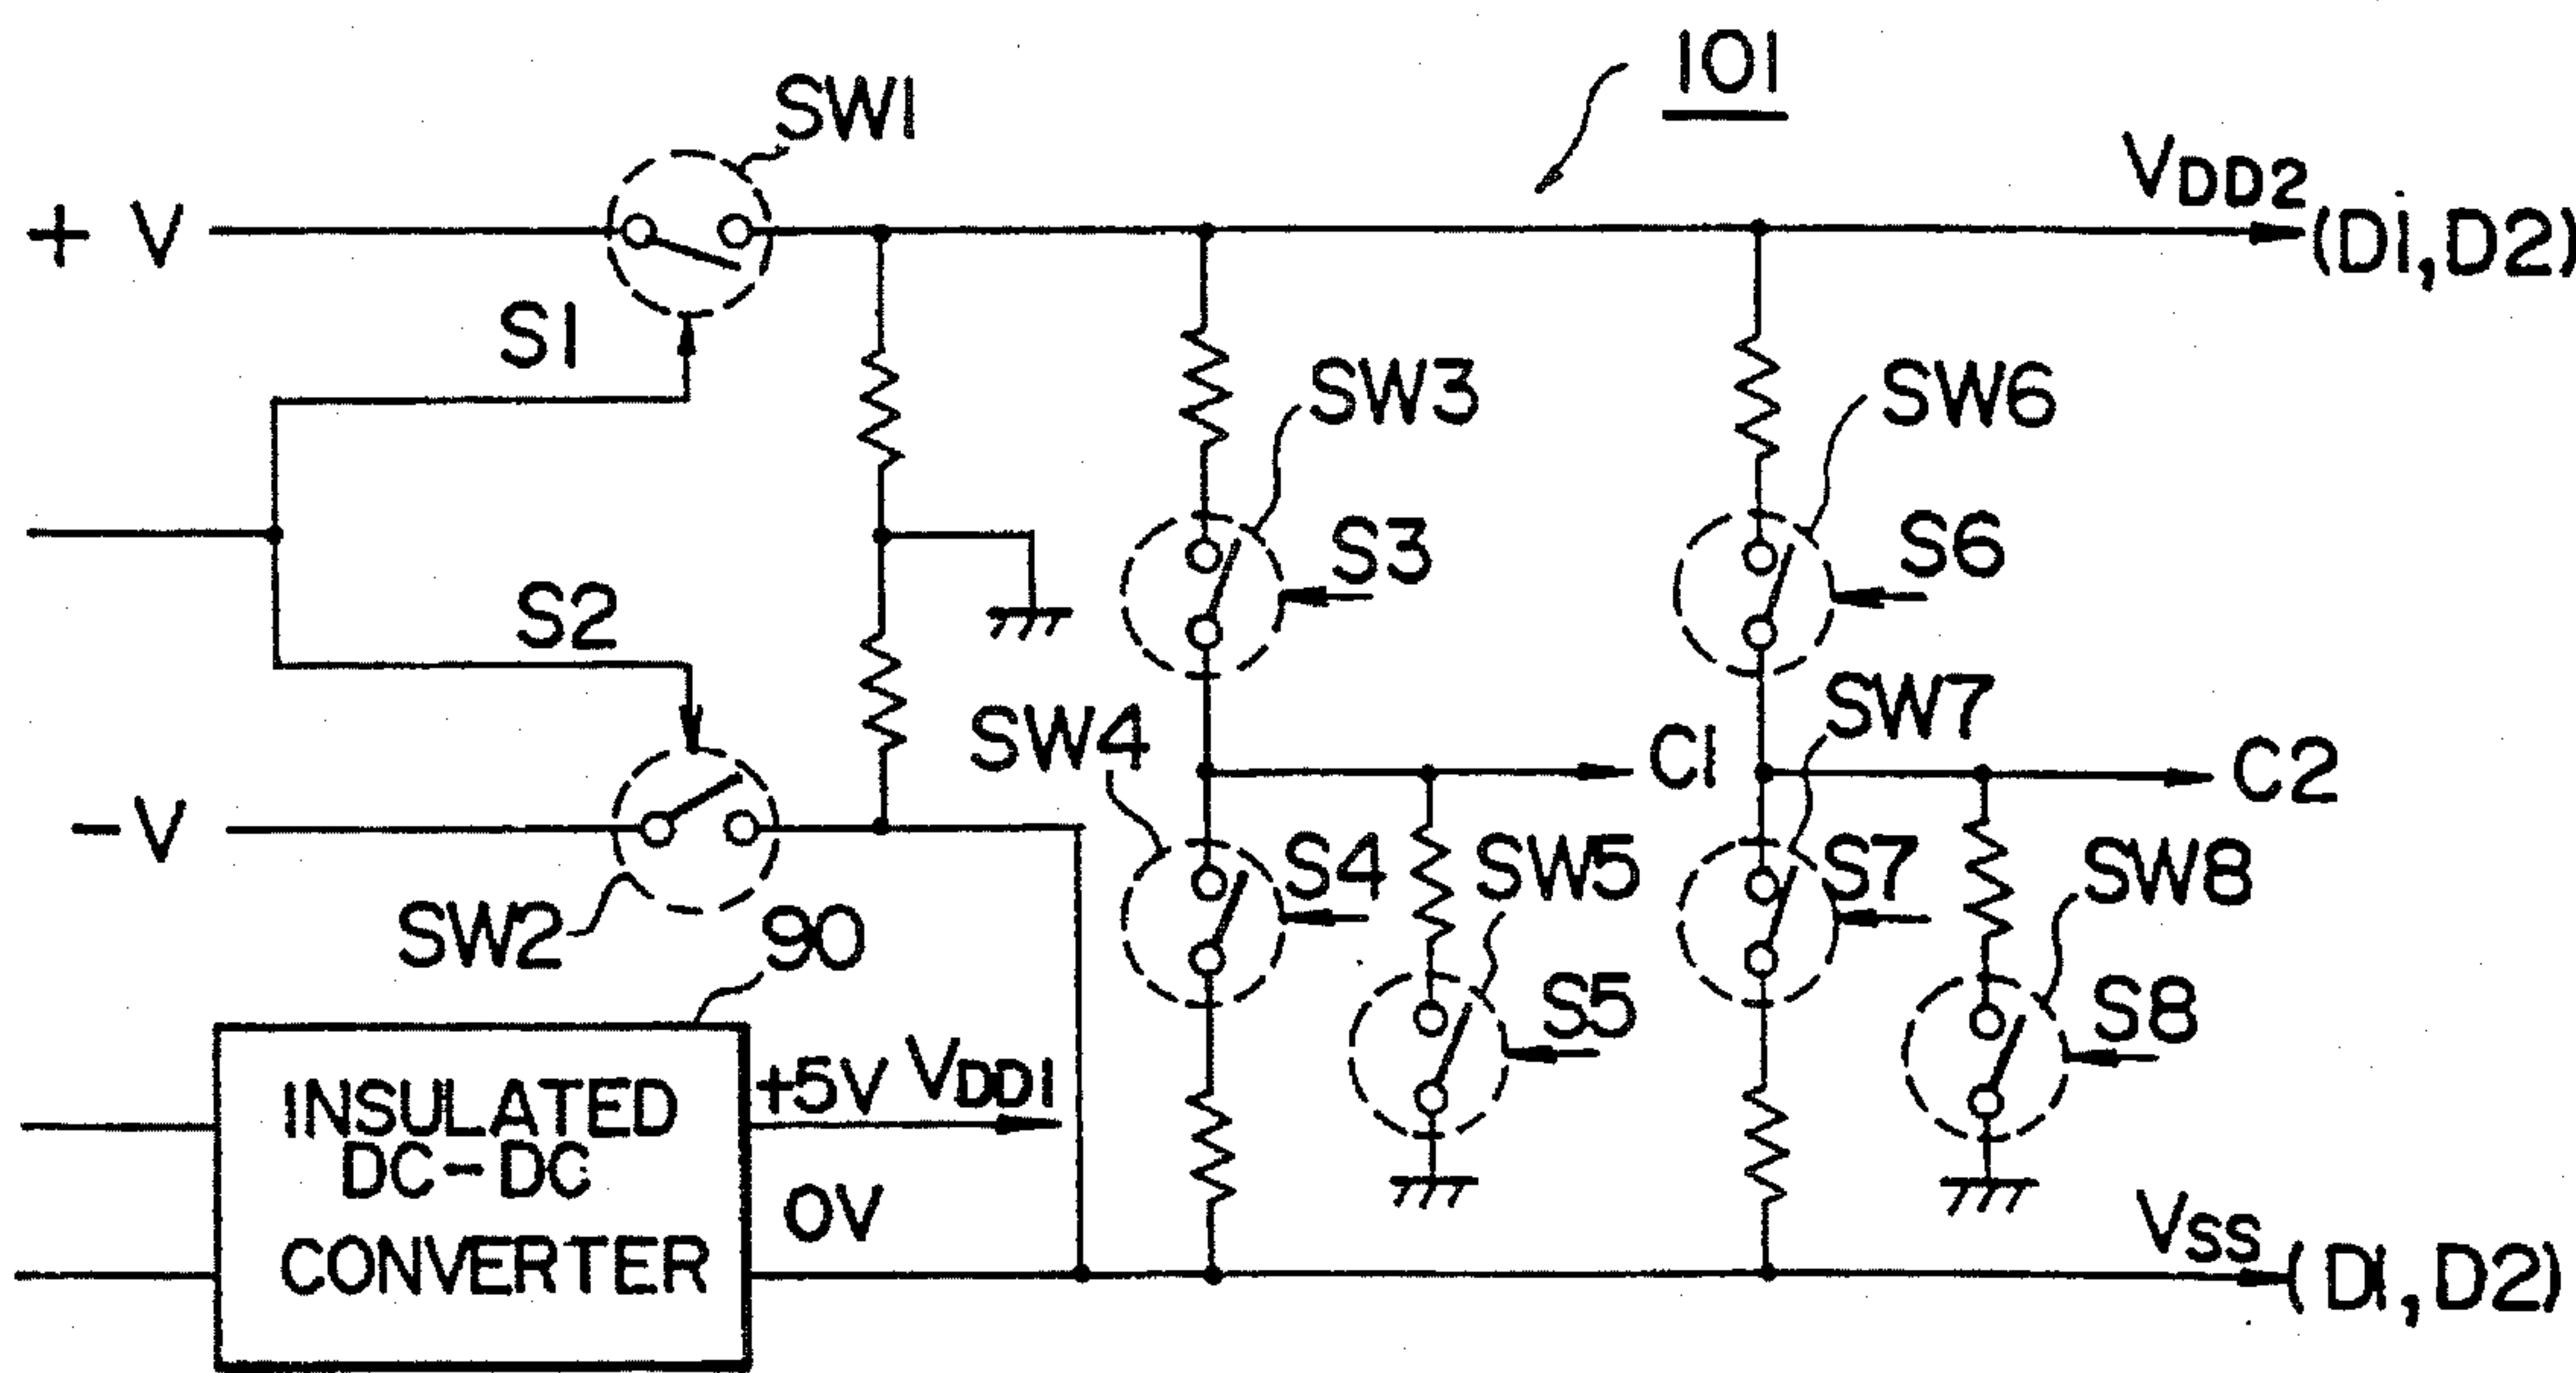 101
SW1
VDD2
+ V
(D1,D2)
S1
SW3
SW6
S3
S6
S2
SW7
SW4
C1
C2
-V
S4
SW5
S7
SW8
SW2
90
S5
S8
+5V VDD1
INSULATED
DC-DC
CONVERTER
0V
VSS
(D1,D2)